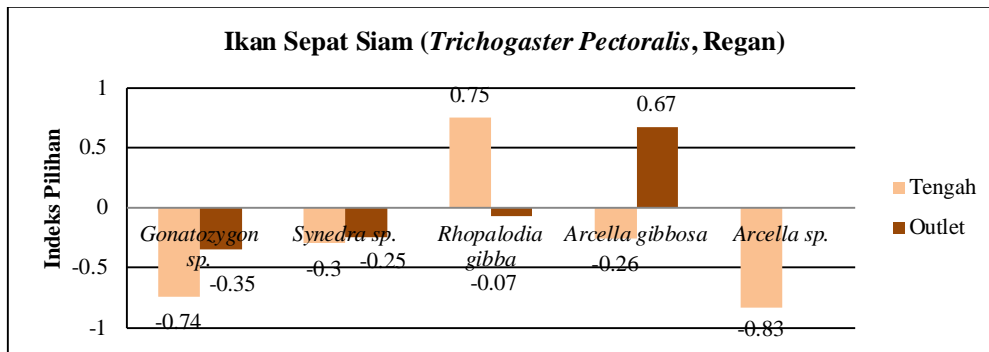 Ikan Sepat Siam (Trichogaster Pectoralis, Regan)
Indeks Pilihan
1
0.5
0
-0.5
-1
0.75
0.67
Gonatozygon sp.
Synedra sp.
Rhopalodia gibba
Arcella gibbosa
Arcella sp.
-0.74
-0.35
-0.3
-0.25
-0.07
-0.26
-0.83
Tengah
Outlet